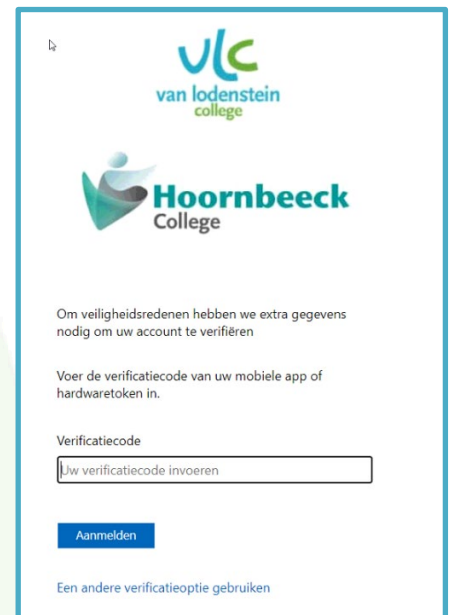 vlc
van lodenstein
college
Hoornbeeck
College
Om veiligheidsredenen hebben we extra gegevens
nodig om uw account te verifiëren
Voer de verificatiecode van uw mobiele app of
hardwaretoken in.
Verificatiecode
Uw verificatiecode invoeren
Aanmelden
Een andere verificatieoptie gebruiken